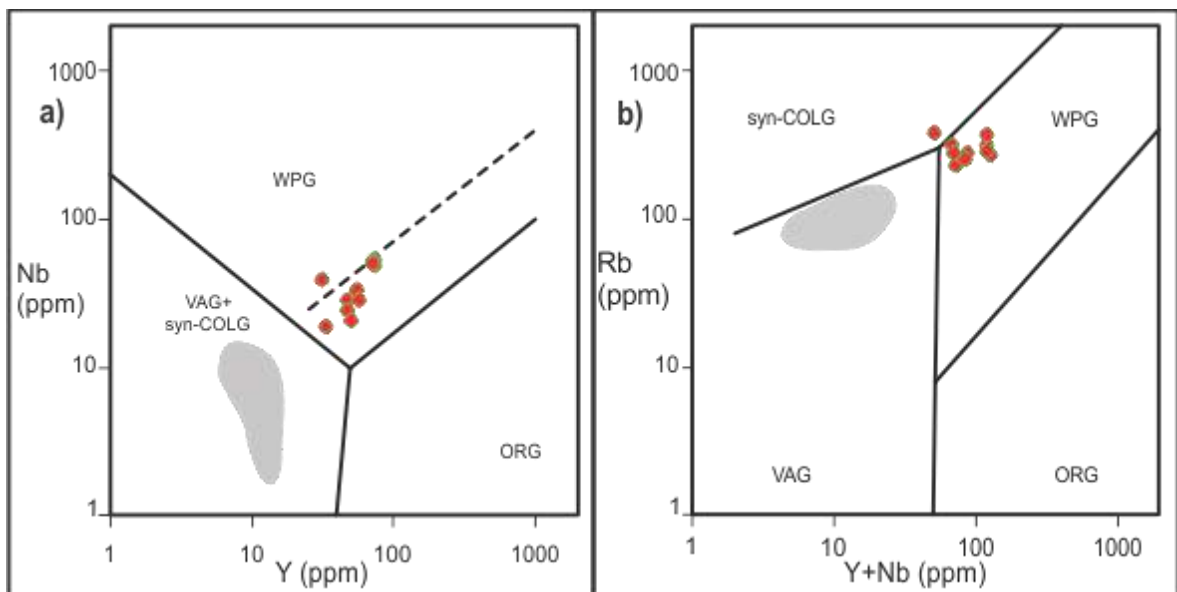 a)
1000
100
10
1
Nb
(ppm)
WPG
VAG+
syn-COLG
ORG
1
10
100
1000
Y (ppm)
b)
1000
100
10
1
Rb
(ppm)
syn-COLG
WPG
VAG
ORG
1
10
100
1000
Y+Nb (ppm)